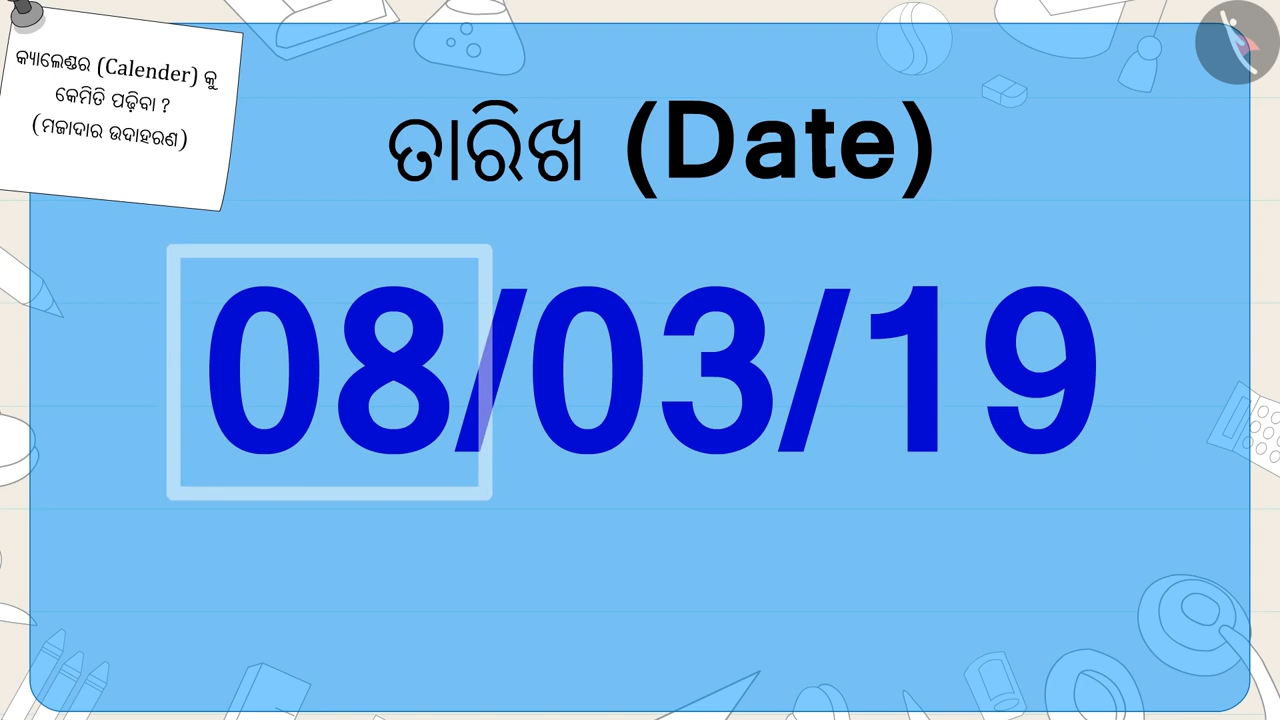 କ୍ୟାଲେଣ୍ଡର (Calender) କୁ
କେମିତି ପଢ଼ିବା ?
(ମଜାଦାର ଉଦାହରଣ)
ତାରିଖ (Date)
08/03/19